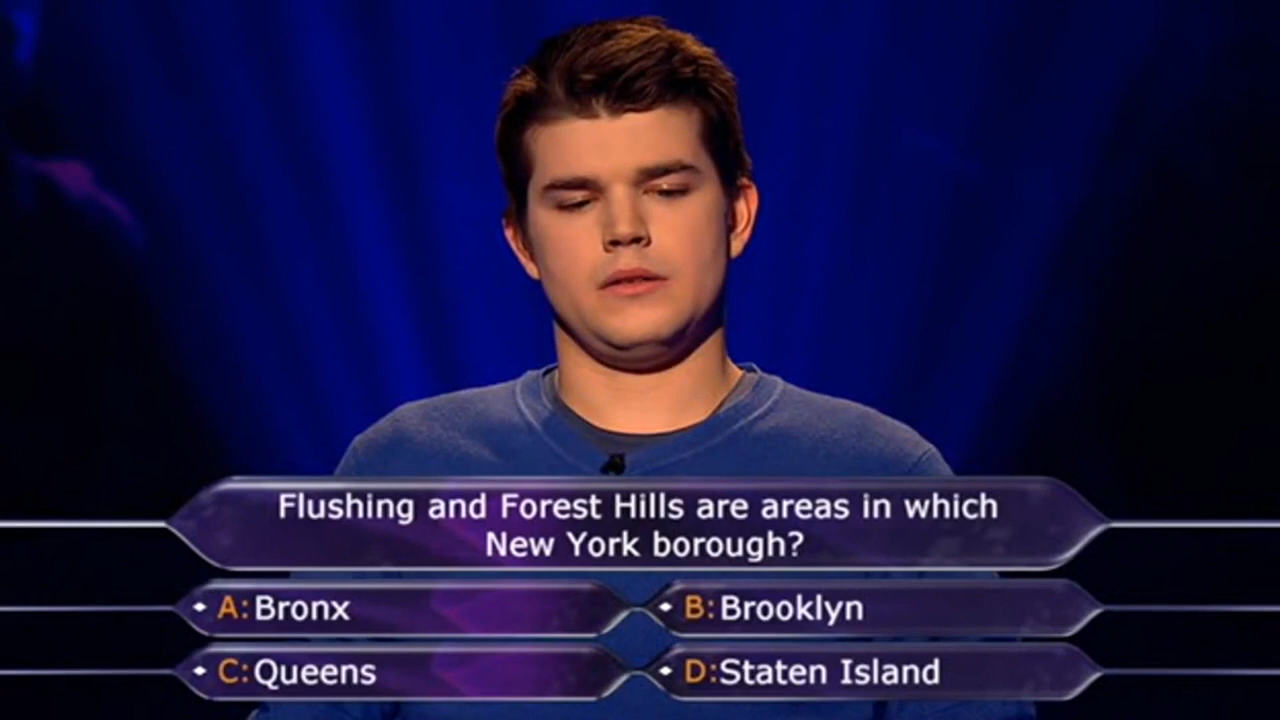 Flushing and Forest Hills are areas in which
New York borough?
A: Bronx
B: Brooklyn
C: Queens
D: Staten Island